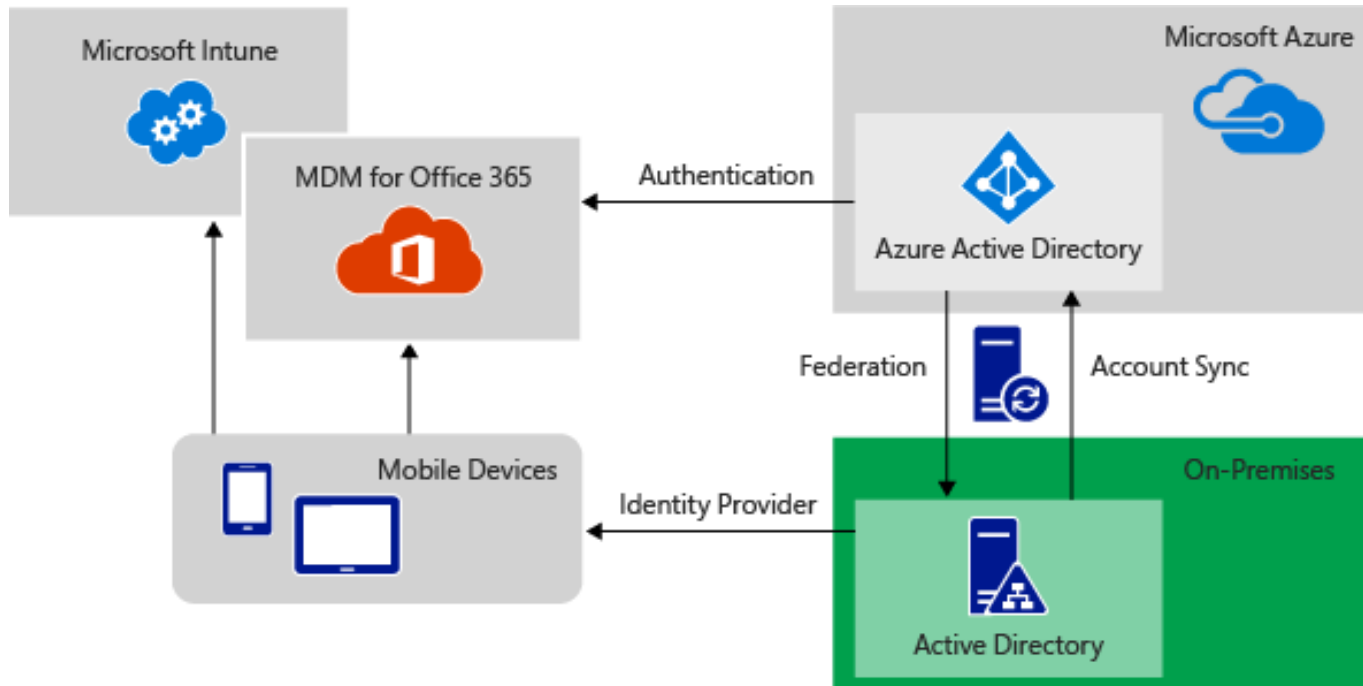 Microsoft Intune
Microsoft Azure
MDM for Office 365
Authentication
Azure Active Directory
Federation
Account Sync
Mobile Devices
On-Premises
Identity Provider
Active Directory